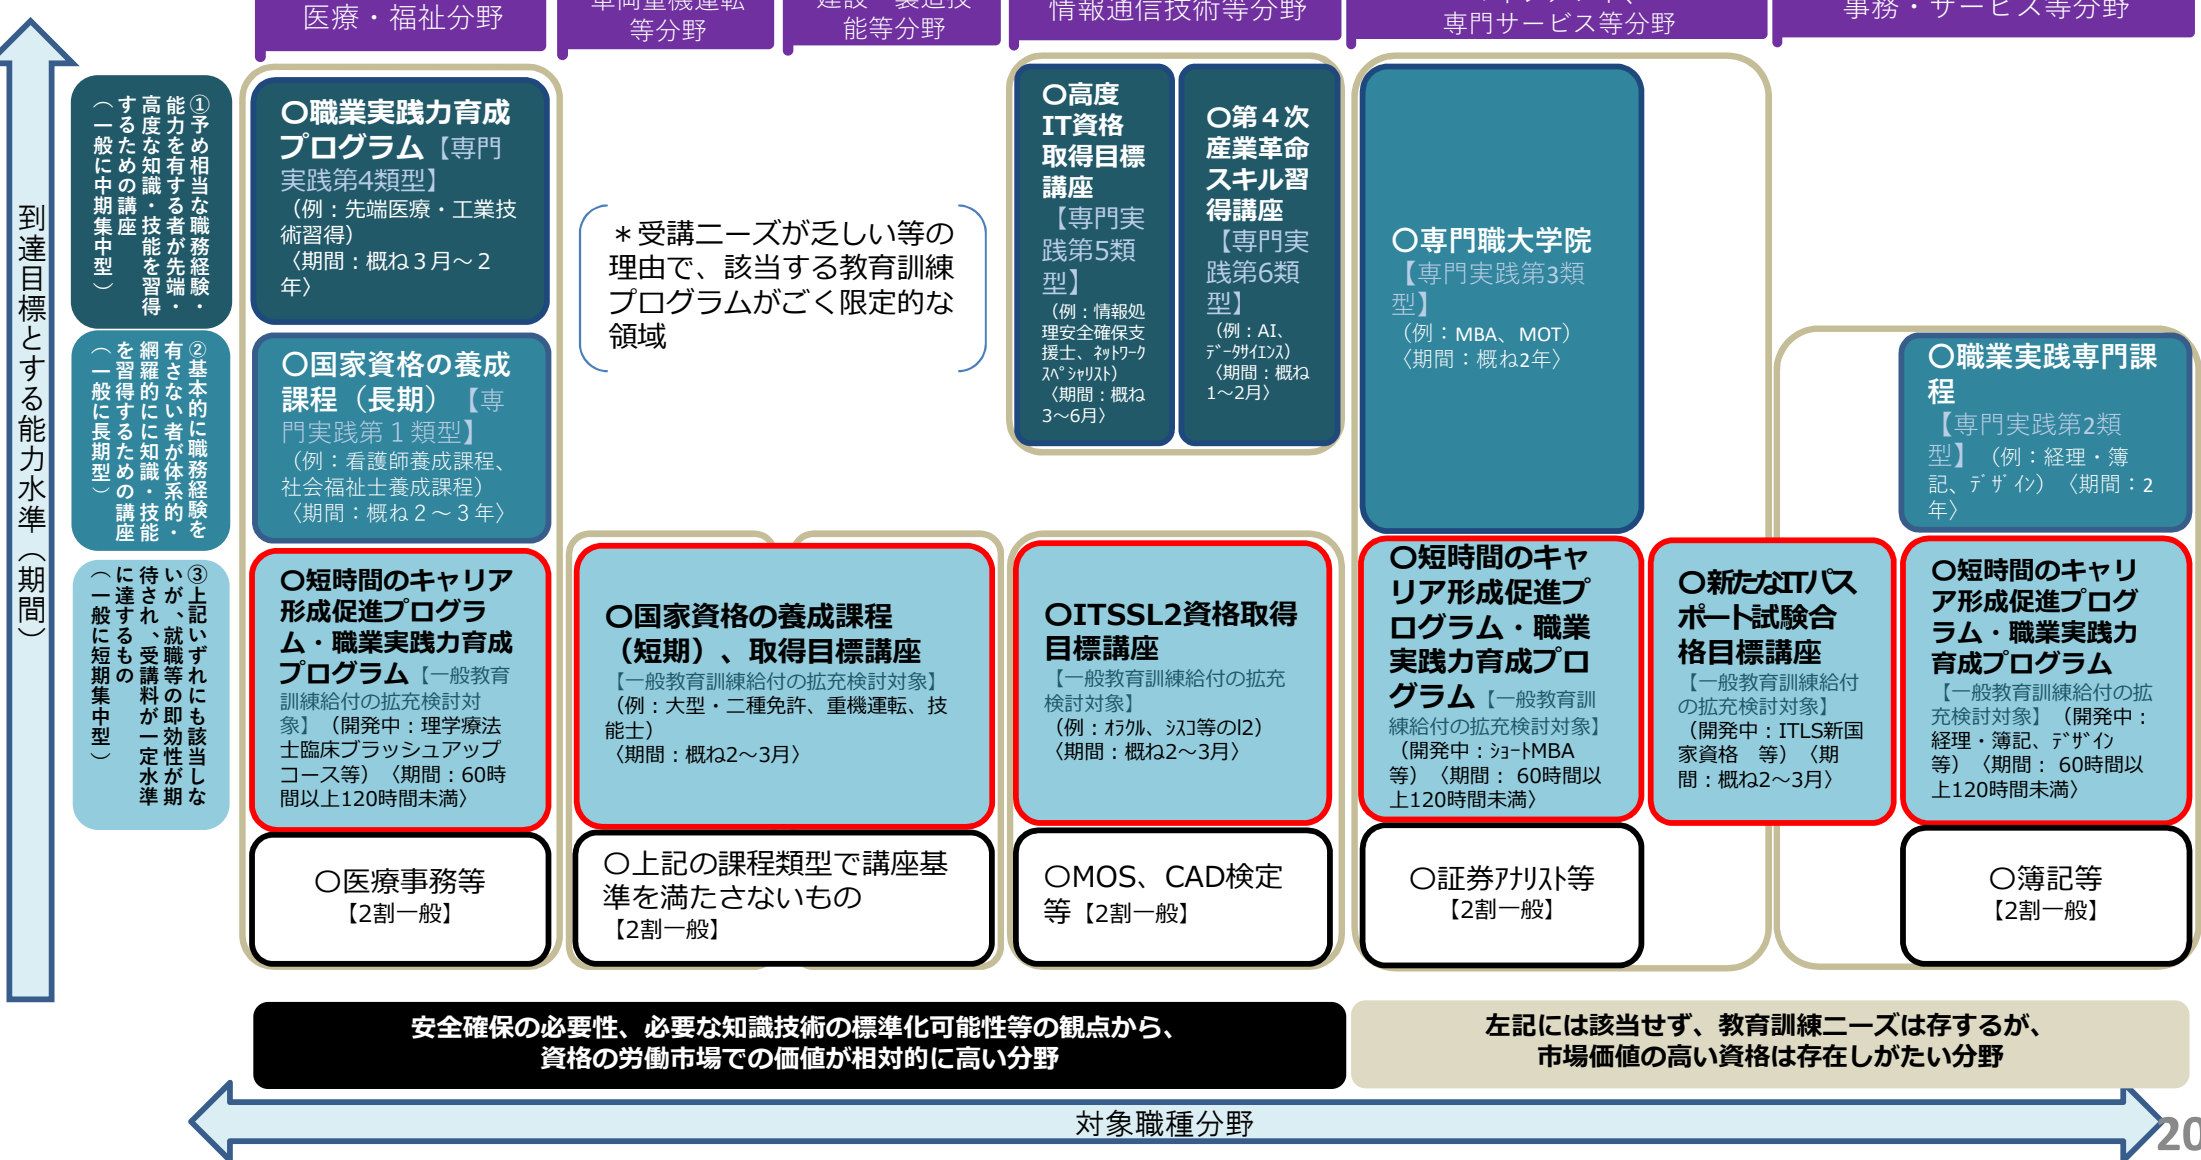 医療・福祉分野
車両重機運転
等分野
建設・製造技
能等分野
情報通信技術等分野
専門サービス等分野
事務・サービス等分野
到達目標とする能力水準（期間）
①予め相当な職務経験・
能力を有する者が先端・
高度な知識・技能を習得
するための講座
（一般に中期集中型）
〇職業実践力育成
プログラム【専門
実践第4類型】
（例：先端医療・工業技
術習得）
〈期間：概ね３月～２
年〉
＊受講ニーズが乏しい等の
理由で、該当する教育訓練
プログラムがごく限定的な
領域
〇高度
IT資格
取得目標
講座
【専門実
践第5類
型】
（例：情報処
理安全確保支
援士、ﾈｯﾄﾜｰｸ
ｽﾍﾟｼｬﾘｽﾄ）
〈期間：概ね
3～6月〉
〇第４次
産業革命
スキル習
得講座
【専門実
践第6類
型】
（例：AI、
ﾃﾞｰﾀｻｲｴﾝｽ）
〈期間：概ね
1～2月〉
〇専門職大学院
【専門実践第3類
型】
（例：MBA、MOT）
〈期間：概ね2年〉
②基本的に職務経験を
有さない者が体系的・
網羅的にに知識・技能
を習得するための講座
（一般に長期型）
〇国家資格の養成
課程（長期）【専
門実践第１類型】
（例：看護師養成課程、
社会福祉士養成課程）
〈期間：概ね２～３年〉
〇職業実践専門課
程
【専門実践第2類
型】（例：経理・簿
記、ﾃﾞｻﾞｲﾝ）〈期間：2
年〉
③上記いずれにも該当しな
いが、就職等の即効性が期
待され、受講料が一定水準
に達するもの
（一般に短期集中型）
〇短時間のキャリア
形成促進プログラ
ム・職業実践力育成
プログラム【一般教育
訓練給付の拡充検討対
象】（開発中：理学療法
士臨床ブラッシュアップ
コース等）〈期間：60時
間以上120時間未満〉
〇国家資格の養成課程
（短期）、取得目標講座
【一般教育訓練給付の拡充検討対象】
（例：大型・二種免許、重機運転、技
能士）
〈期間：概ね2～3月〉
〇ITSSL2資格取得
目標講座
【一般教育訓練給付の拡充
検討対象】
（例：ｵﾗｸﾙ、ｼｽｺ等のl2）
〈期間：概ね2～3月〉
〇短時間のキャ
リア形成促進プ
ログラム・職業
実践力育成プロ
グラム【一般教育訓
練給付の拡充検討対象】
（開発中：ｼｮｰﾄMBA
等）〈期間： 60時間以
上120時間未満〉
〇新たなITパス
ポート試験合
格目標講座
【一般教育訓練給付
の拡充検討対象】
（開発中：ITLS新国
家資格　等）〈期
間：概ね2～3月〉
〇短時間のキャリ
ア形成促進プログ
ラム・職業実践力
育成プログラム
【一般教育訓練給付の拡
充検討対象】（開発中：
経理・簿記、ﾃﾞｻﾞｲﾝ
等）〈期間： 60時間以
上120時間未満〉
〇医療事務等
【2割一般】
〇上記の課程類型で講座基
準を満たさないもの
【2割一般】
〇MOS、CAD検定
等【2割一般】
〇証券ｱﾅﾘｽﾄ等
【2割一般】
〇簿記等
【2割一般】
安全確保の必要性、必要な知識技術の標準化可能性等の観点から、
資格の労働市場での価値が相対的に高い分野
左記には該当せず、教育訓練ニーズは存するが、
市場価値の高い資格は存在しがたい分野
対象職種分野
20